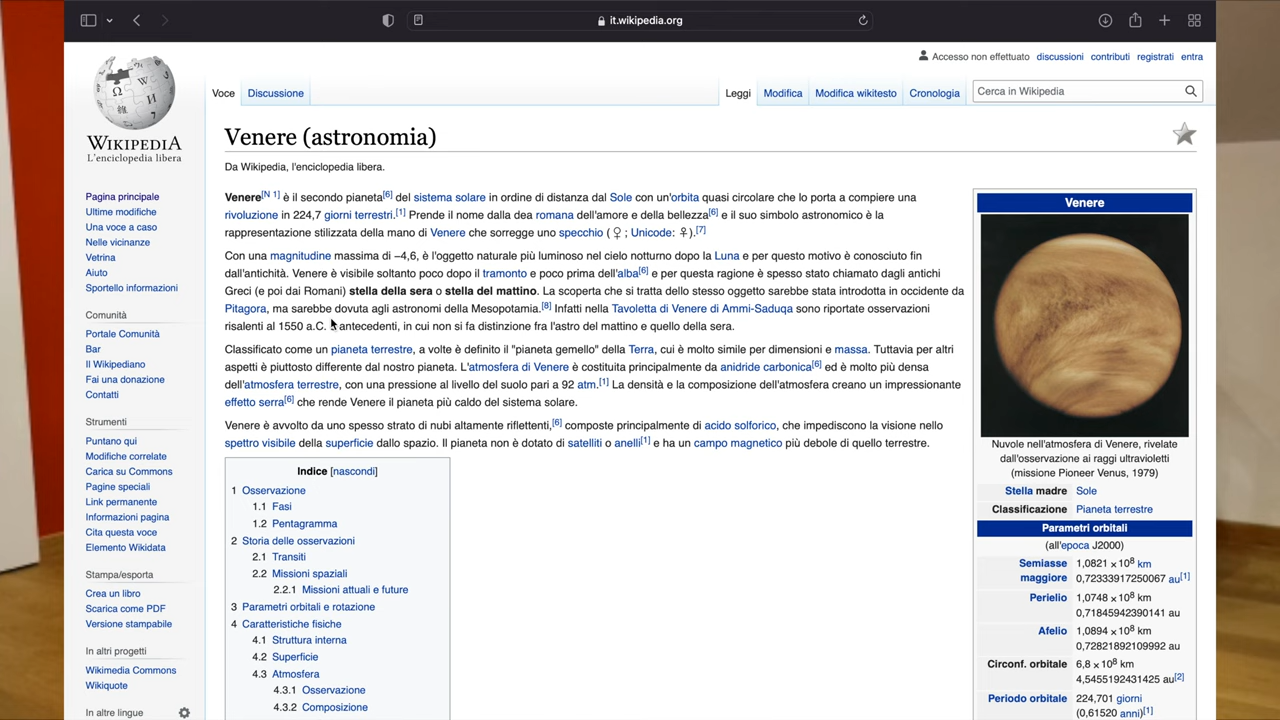 it.wikipedia.org
Accesso non effettuato discussioni contributi registrati entra
Voce Discussione Leggi Modifica Modifica wikitesto Cronologia Cerca in Wikipedia
WIKIPEDIA
L'enciclopedia libera
Pagina principale
Ultime modifiche
Una voce a caso
Nelle vicinanze
Vetrina
Aiuto
Sportello informazioni
Comunità
Portale Comunità
Bar
Il Wikipediano
Fai una donazione
Contatti
Strumenti
Puntano qui
Modifiche correlate
Carica su Commons
Pagine speciali
Link permanente
Informazioni pagina
Cita questa voce
Elemento Wikidata
Stampa/esporta
Crea un libro
Scarica come PDF
Versione stampabile
In altri progetti
Wikimedia Commons
Wikiquote
In altre lingue
Venere (astronomia)
Da Wikipedia, l'enciclopedia libera.
Venere[N 1] è il secondo pianeta[6] del sistema solare in ordine di distanza dal Sole con un'orbita quasi circolare che lo porta a compiere una
rivoluzione in 224,7 giorni terrestri.[1] Prende il nome dalla dea romana dell'amore e della bellezza[6] e il suo simbolo astronomico è la
rappresentazione stilizzata della mano di Venere che sorregge uno specchio (♀; Unicode: ♀).[7]
Con una magnitudine massima di −4,6, è l'oggetto naturale più luminoso nel cielo notturno dopo la Luna e per questo motivo è conosciuto fin
dall'antichità. Venere è visibile soltanto poco dopo il tramonto e poco prima dell'alba[6] e per questa ragione è spesso stato chiamato dagli antichi
Greci (e poi dai Romani) stella della sera o stella del mattino. La scoperta che si tratta dello stesso oggetto sarebbe stata introdotta in occidente da
Pitagora, ma sarebbe dovuta agli astronomi della Mesopotamia.[8] Infatti nella Tavoletta di Venere di Ammi-Saduqa sono riportate osservazioni
risalenti al 1550 a.C. antecedenti, in cui non si fa distinzione fra l'astro del mattino e quello della sera.
Classificato come un pianeta terrestre, a volte è definito il "pianeta gemello" della Terra, cui è molto simile per dimensioni e massa. Tuttavia per altri
aspetti è piuttosto differente dal nostro pianeta. L'atmosfera di Venere è costituita principalmente da anidride carbonica[6] ed è molto più densa
dell'atmosfera terrestre, con una pressione al livello del suolo pari a 92 atm.[1] La densità e la composizione dell'atmosfera creano un impressionante
effetto serra[6] che rende Venere il pianeta più caldo del sistema solare.
Venere è avvolto da uno spesso strato di nubi altamente riflettenti,[6] composte principalmente di acido solforico, che impediscono la visione nello
spettro visibile della superficie dallo spazio. Il pianeta non è dotato di satelliti o anelli[1] e ha un campo magnetico più debole di quello terrestre.
Indice [nascondi]
1 Osservazione
1.1 Fasi
1.2 Pentagramma
2 Storia delle osservazioni
2.1 Transiti
2.2 Missioni spaziali
2.2.1 Missioni attuali e future
3 Parametri orbitali e rotazione
4 Caratteristiche fisiche
4.1 Struttura interna
4.2 Superficie
4.3 Atmosfera
4.3.1 Osservazione
4.3.2 Composizione
Venere
Nuvole nell'atmosfera di Venere, rivelate
dall'osservazione ai raggi ultravioletti
(missione Pioneer Venus, 1979)
Stella madre Sole
Classificazione Pianeta terrestre
Parametri orbitali
(all'epoca J2000)
Semiasse maggiore 1,0821 × 10⁸ km
0,72333917250067 au[1]
Perielio 1,0748 × 10⁸ km
0,71845942390141 au
Afelio 1,0894 × 10⁸ km
0,72821892109992 au
Circonf. orbitale 6,8 × 10⁸ km
4,5455192431425 au[2]
Periodo orbitale 224,701 giorni
(0,61520 anni)[1]